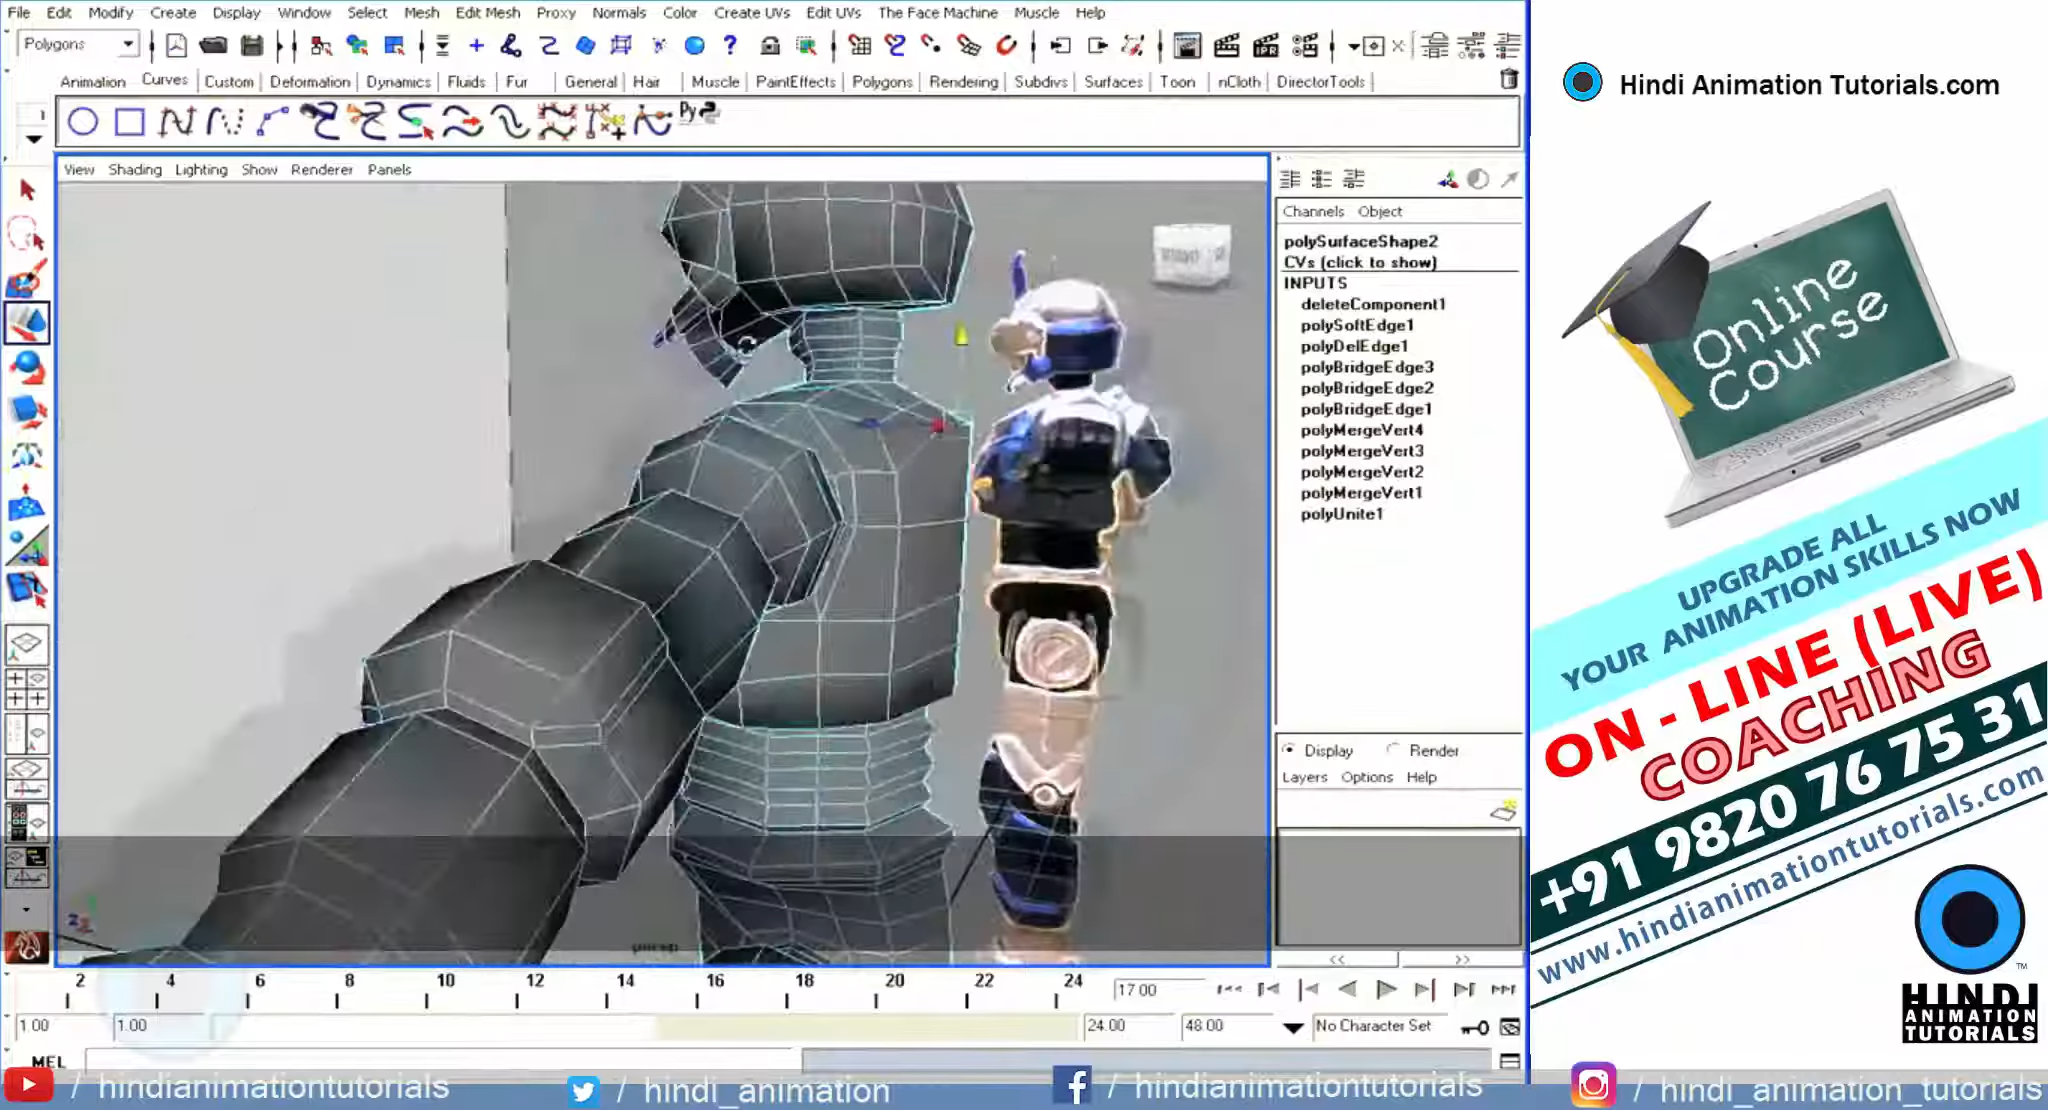 File Edit Modify Create Display Window Select Mesh Edit Mesh Proxy Normals Color Create UVs Edit UVs The Face Machine Muscle Help
Polygons
IPR
Animation Curves Custom Deformation Dynamics Fluids Fur General Hair Muscle PaintEffects Polygons Rendering Subdivs Surfaces Toon nCloth DirectorTools
1
Py
View Shading Lighting Show Renderer Panels
Channels Object
polySurfaceShape2
CVs (click to show)
INPUTS
deleteComponent1
polySoftEdge1
polyDelEdge1
polyBridgeEdge3
polyBridgeEdge2
polyBridgeEdge1
polyMergeVert4
polyMergeVert3
polyMergeVert2
polyMergeVert1
polyUnite1
Display Render
Layers Options Help
<< >>
persp
2 4 6 8 10 12 14 16 18 20 22 24
17.00
1.00 1.00 24.00 48.00 No Character Set
MEL
Hindi Animation Tutorials.com
Online
Course
UPGRADE ALL
YOUR ANIMATION SKILLS NOW
ON - LINE (LIVE)
COACHING
+91 9820 76 75 31
www.hindianimationtutorials.com
TM
HINDI
ANIMATION
TUTORIALS
/ hindianimationtutorials / hindi_animation / hindianimationtutorials / hindi_animation_tutorials